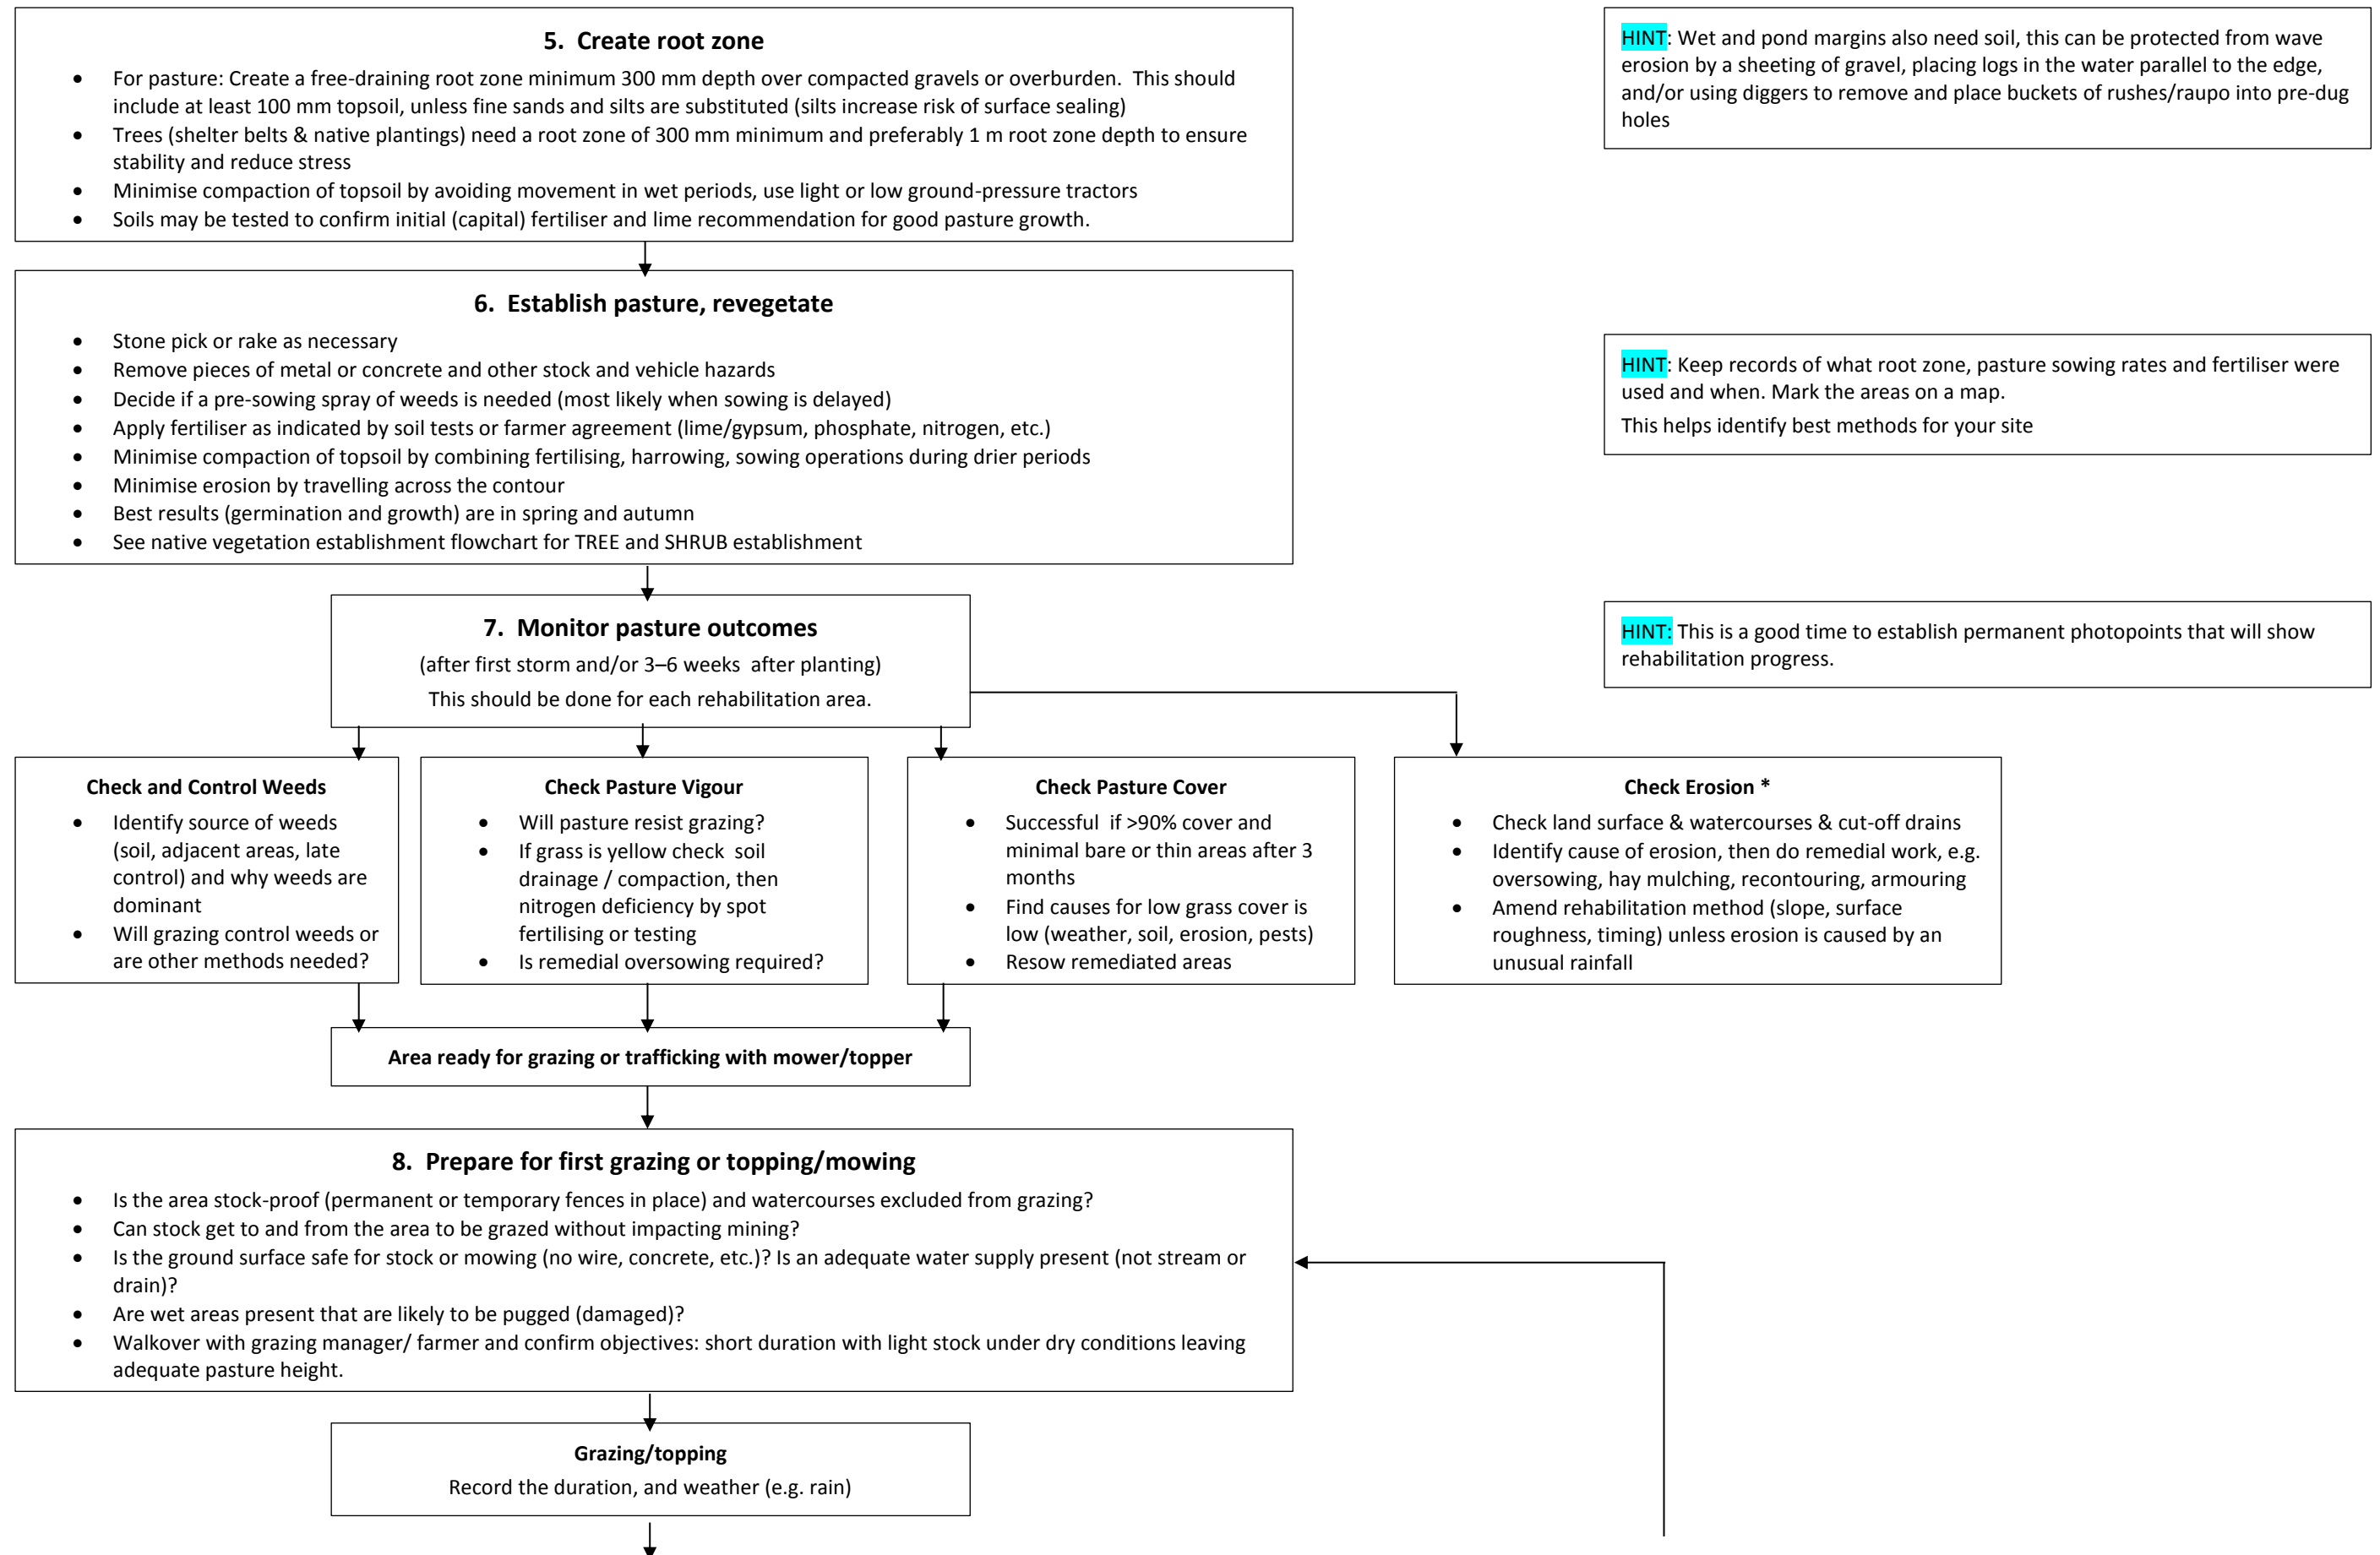 5. Create root zone
• For pasture: Create a free-draining root zone minimum 300 mm depth over compacted gravels or overburden. This should
include at least 100 mm topsoil, unless fine sands and silts are substituted (silts increase risk of surface sealing)
• Trees (shelter belts & native plantings) need a root zone of 300 mm minimum and preferably 1 m root zone depth to ensure
stability and reduce stress
• Minimise compaction of topsoil by avoiding movement in wet periods, use light or low ground-pressure tractors
• Soils may be tested to confirm initial (capital) fertiliser and lime recommendation for good pasture growth.
HINT: Wet and pond margins also need soil, this can be protected from wave
erosion by a sheeting of gravel, placing logs in the water parallel to the edge,
and/or using diggers to remove and place buckets of rushes/raupo into pre-dug
holes
6. Establish pasture, revegetate
• Stone pick or rake as necessary
• Remove pieces of metal or concrete and other stock and vehicle hazards
• Decide if a pre-sowing spray of weeds is needed (most likely when sowing is delayed)
• Apply fertiliser as indicated by soil tests or farmer agreement (lime/gypsum, phosphate, nitrogen, etc.)
• Minimise compaction of topsoil by combining fertilising, harrowing, sowing operations during drier periods
• Minimise erosion by travelling across the contour
• Best results (germination and growth) are in spring and autumn
• See native vegetation establishment flowchart for TREE and SHRUB establishment
HINT: Keep records of what root zone, pasture sowing rates and fertiliser were
used and when. Mark the areas on a map.
This helps identify best methods for your site
7. Monitor pasture outcomes
(after first storm and/or 3–6 weeks after planting)
This should be done for each rehabilitation area.
HINT: This is a good time to establish permanent photopoints that will show
rehabilitation progress.
Check and Control Weeds
• Identify source of weeds
(soil, adjacent areas, late
control) and why weeds are
dominant
• Will grazing control weeds or
are other methods needed?
Check Pasture Vigour
• Will pasture resist grazing?
• If grass is yellow check soil
drainage / compaction, then
nitrogen deficiency by spot
fertilising or testing
• Is remedial oversowing required?
Check Pasture Cover
• Successful if >90% cover and
minimal bare or thin areas after 3
months
• Find causes for low grass cover is
low (weather, soil, erosion, pests)
• Resow remediated areas
Check Erosion *
• Check land surface & watercourses & cut-off drains
• Identify cause of erosion, then do remedial work, e.g.
oversowing, hay mulching, recontouring, armouring
• Amend rehabilitation method (slope, surface
roughness, timing) unless erosion is caused by an
unusual rainfall
Area ready for grazing or trafficking with mower/topper
8. Prepare for first grazing or topping/mowing
• Is the area stock-proof (permanent or temporary fences in place) and watercourses excluded from grazing?
• Can stock get to and from the area to be grazed without impacting mining?
• Is the ground surface safe for stock or mowing (no wire, concrete, etc.)? Is an adequate water supply present (not stream or
drain)?
• Are wet areas present that are likely to be pugged (damaged)?
• Walkover with grazing manager/ farmer and confirm objectives: short duration with light stock under dry conditions leaving
adequate pasture height.
Grazing/topping
Record the duration, and weather (e.g. rain)